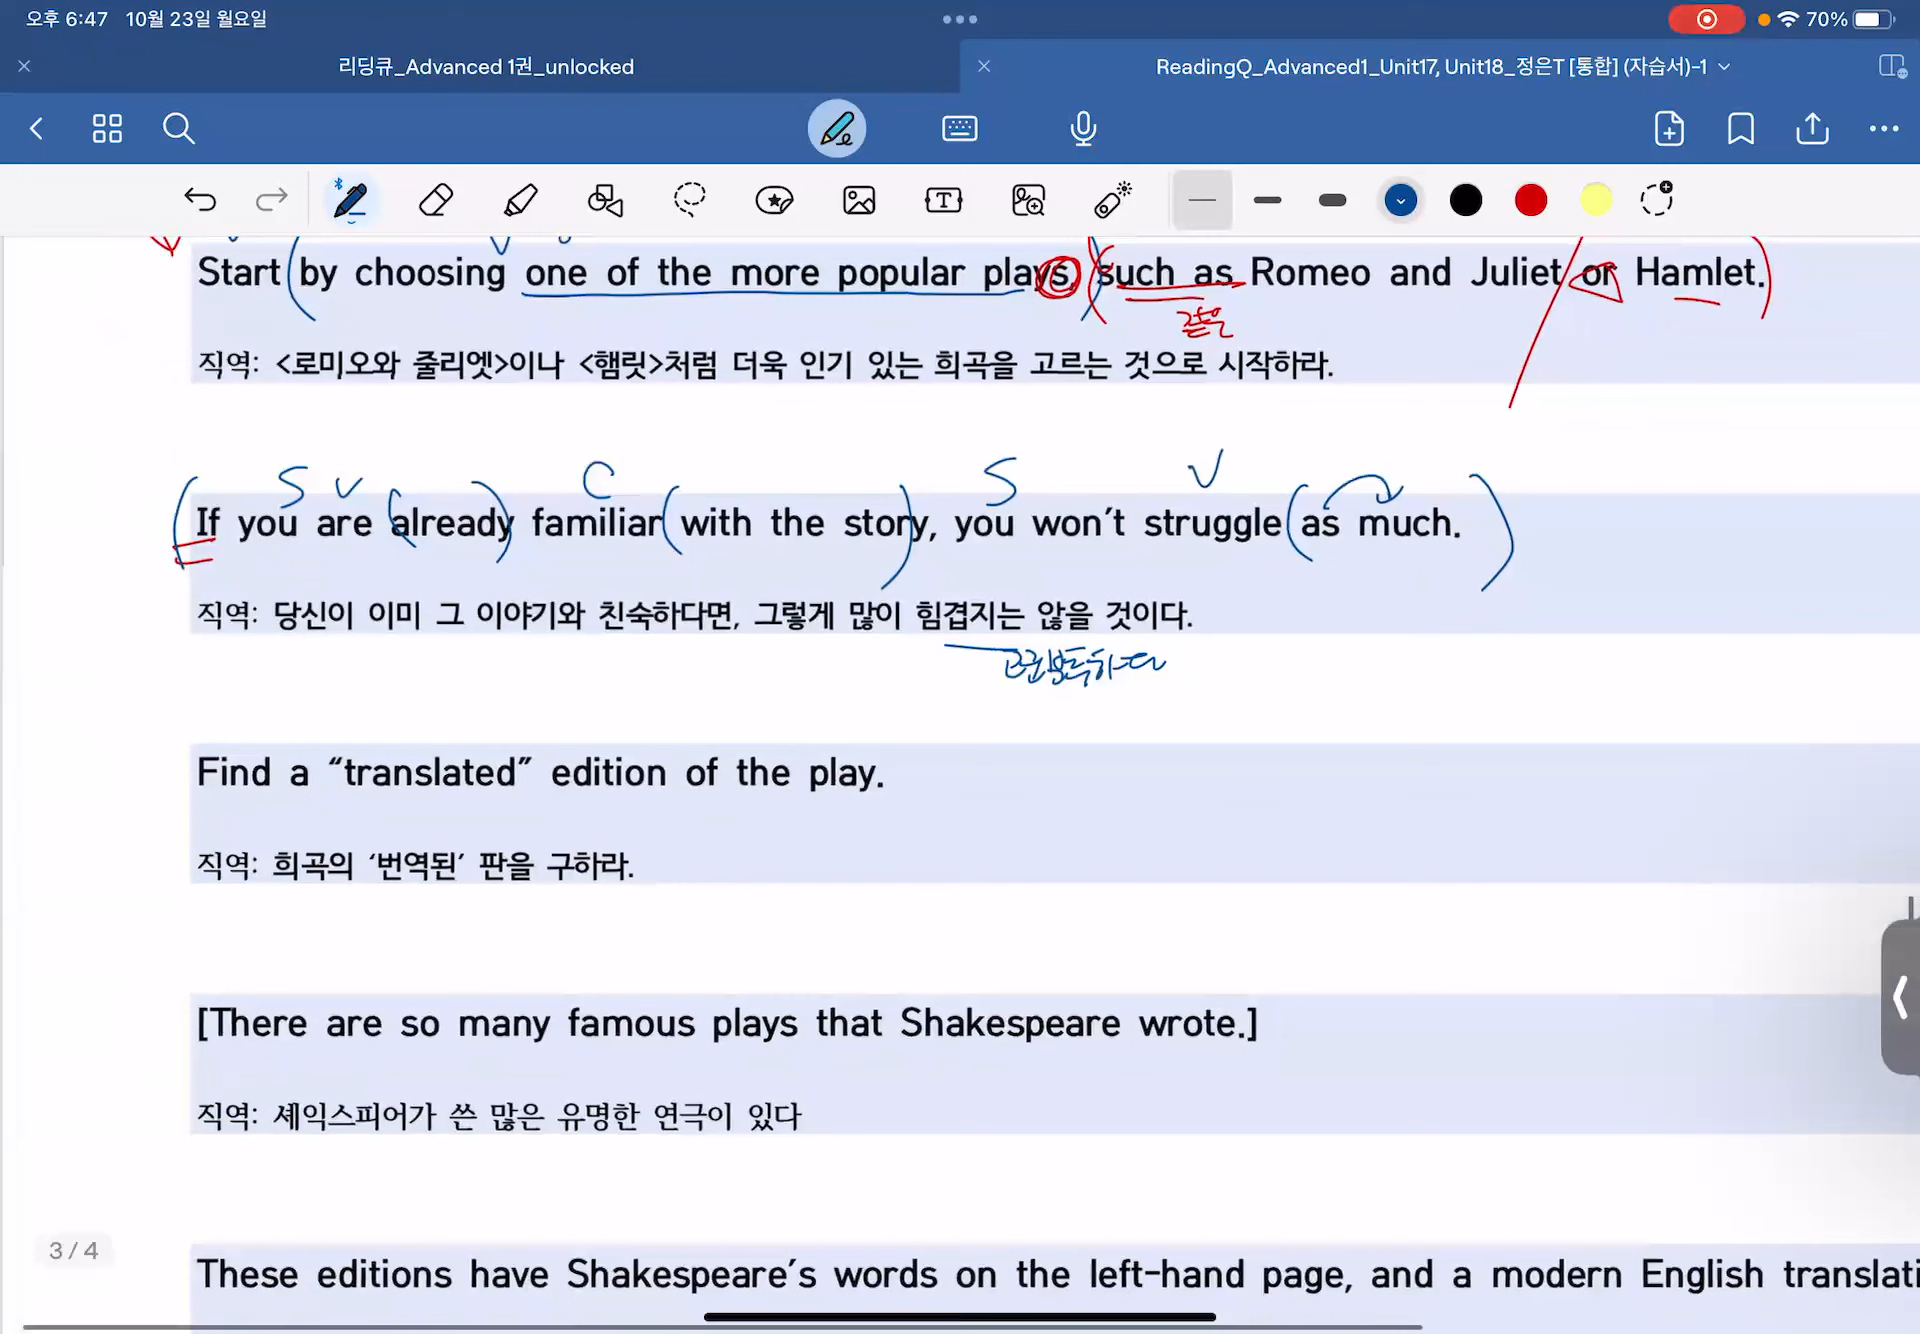 오후 6:47 10월 23일 월요일
70%
리딩큐_Advanced 1권_unlocked
ReadingQ_Advanced1_Unit17, Unit18_정은T [통합] (자습서)-1
Start by choosing one of the more popular plays, such as Romeo and Juliet or Hamlet.
같은
직역: <로미오와 줄리엣>이나 <햄릿>처럼 더욱 인기 있는 희곡을 고르는 것으로 시작하라.
S V C S V
If you are already familiar with the story, you won't struggle as much.
직역: 당신이 이미 그 이야기와 친숙하다면, 그렇게 많이 힘겹지는 않을 것이다.
고군분투하다
Find a “translated” edition of the play.
직역: 희곡의 ‘번역된’ 판을 구하라.
[There are so many famous plays that Shakespeare wrote.]
직역: 셰익스피어가 쓴 많은 유명한 연극이 있다
3 / 4
These editions have Shakespeare's words on the left-hand page, and a modern English translati